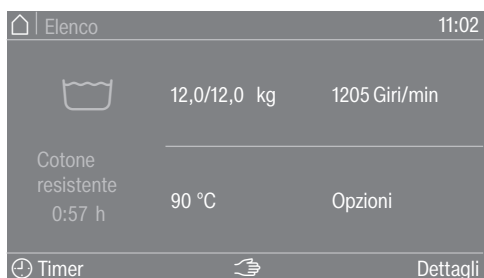 Elenco 11:02
12,0/12,0 kg 1205 Giri/min
Cotone
resistente
0:57 h
90 °C Opzioni
Timer Dettagli